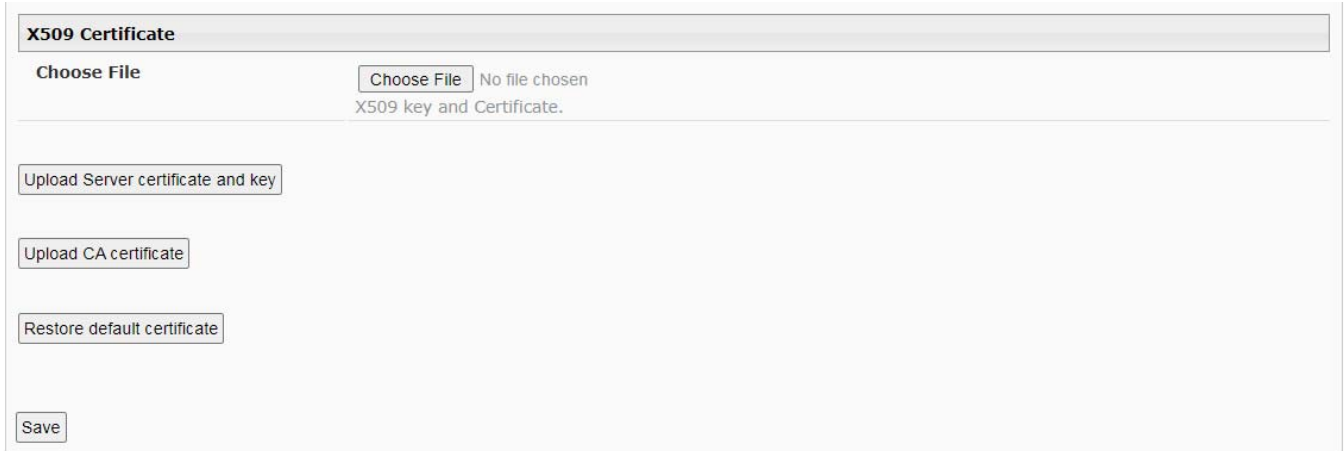 X509 Certificate
Choose File
Choose File No file chosen
X509 key and Certificate.
Upload Server certificate and key
Upload CA certificate
Restore default certificate
Save